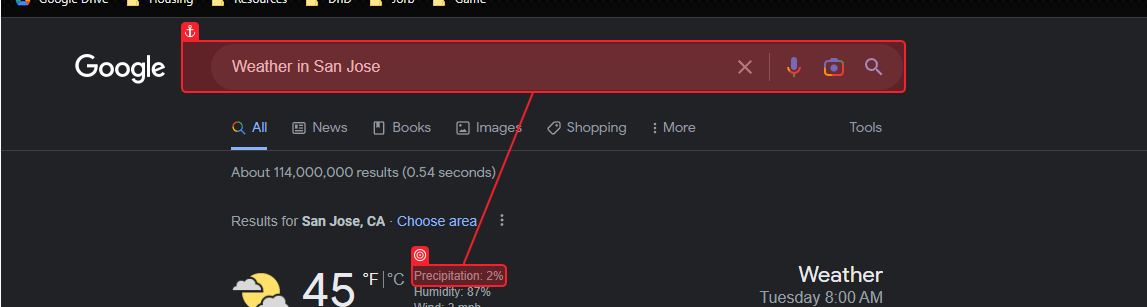 Google Drive Housing Resources DnD Jorb Game
Google
Weather in San Jose
All News Books Images Shopping More Tools
About 114,000,000 results (0.54 seconds)
Results for San Jose, CA · Choose area
45 °F | °C
Precipitation: 2%
Humidity: 87%
Wind: 2 mph
Weather
Tuesday 8:00 AM